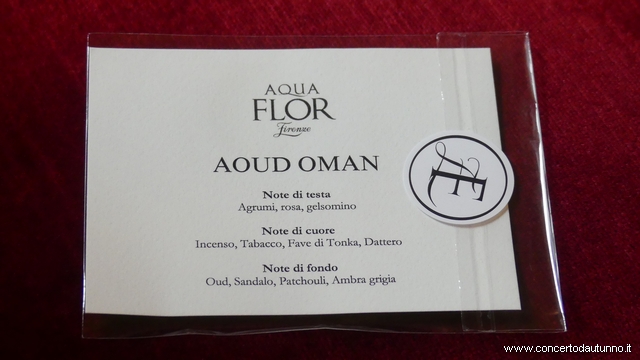 AQUA
FLOR
Firenze
AOUD OMAN
Note di testa
Agrumi, rosa, gelsomino
Note di cuore
Incenso, Tabacco, Fave di Tonka, Dattero
Note di fondo
Oud, Sandalo, Patchouli, Ambra grigia
www.concertodautunno.it